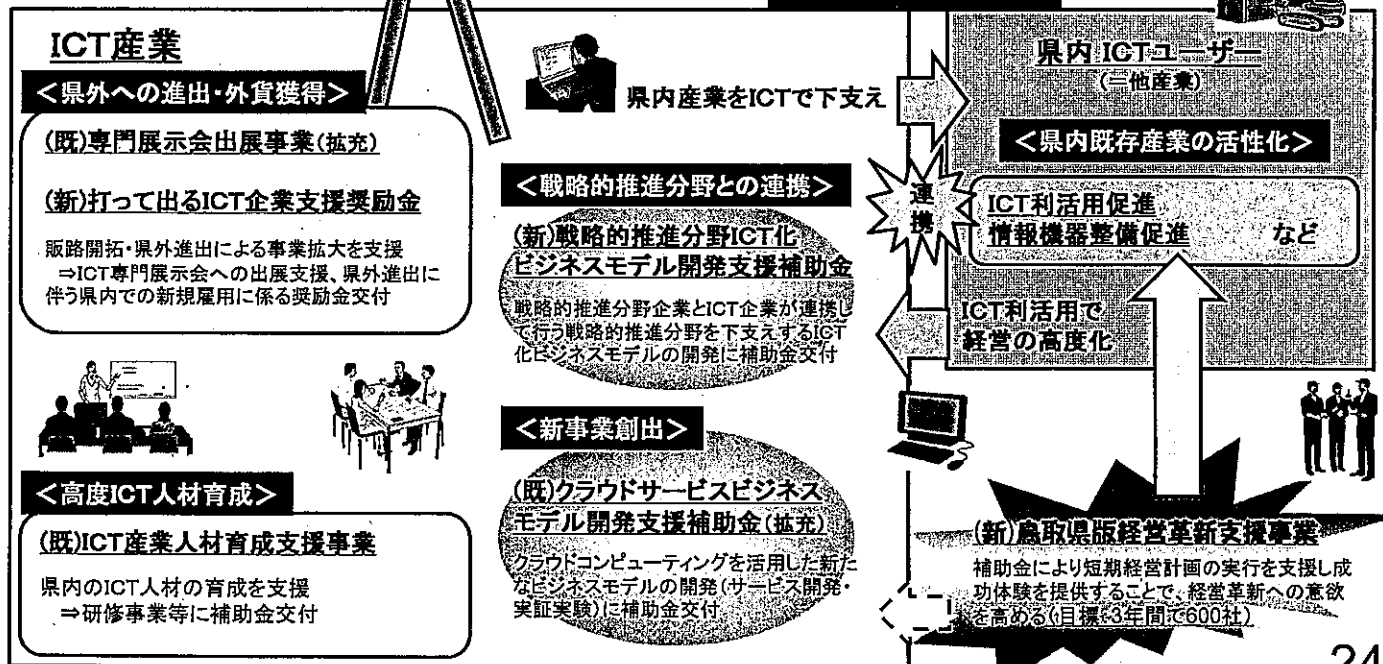 ICT産業
<県外への進出・外貨獲得>
(既)専門展示会出展事業(拡充)
(新)打って出るICT企業支援奨励金
販路開拓・県外進出による事業拡大を支援
⇒ICT専門展示会への出展支援、県外進出に
伴う県内での新規雇用に係る奨励金交付
<高度ICT人材育成>
(既)ICT産業人材育成支援事業
県内のICT人材の育成を支援
⇒研修事業等に補助金交付
県内産業をICTで下支え
<戦略的推進分野との連携>
(新)戦略的推進分野ICT化
ビジネスモデル開発支援補助金
戦略的推進分野企業とICT企業が連携し
て行う戦略的推進分野を下支えするICT
化ビジネスモデルの開発に補助金交付
<新事業創出>
(既)クラウドサービスビジネス
モデル開発支援補助金(拡充)
クラウドコンピューティングを活用した新た
なビジネスモデルの開発(サービス開発・
実証実験)に補助金交付
連
携
県内 ICTユーザー
(=他産業)
<県内既存産業の活性化>
ICT利活用促進
情報機器整備促進 など
ICT利活用で
経営の高度化
(新)鳥取県版経営革新支援事業
補助金により短期経営計画の実行を支援し成
功体験を提供することで、経営革新への意欲
を高める(目標:3年間で600社)
24